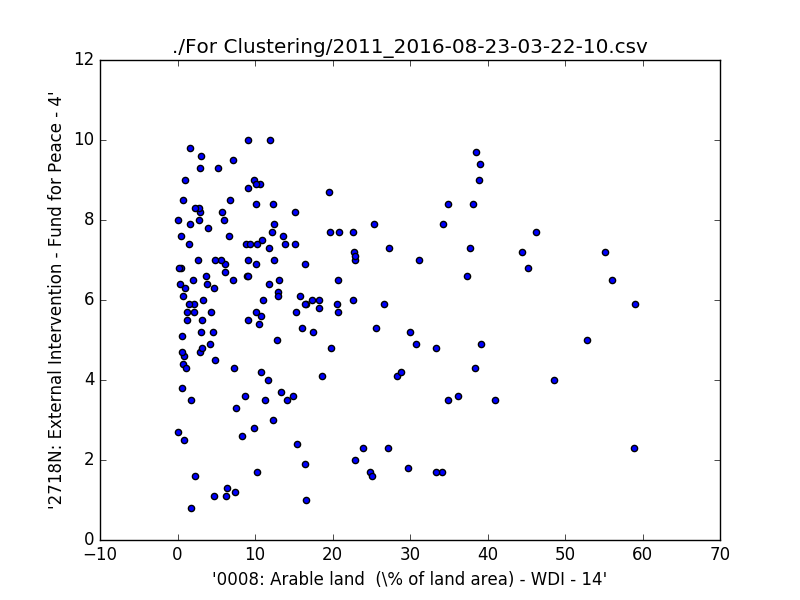 ./For Clustering/2011_2016-08-23-03-22-10.csv
12
10
8
6
4
2
0
'2718N: External Intervention - Fund for Peace - 4'
−10 0 10 20 30 40 50 60 70
'0008: Arable land  (\% of land area) - WDI - 14'